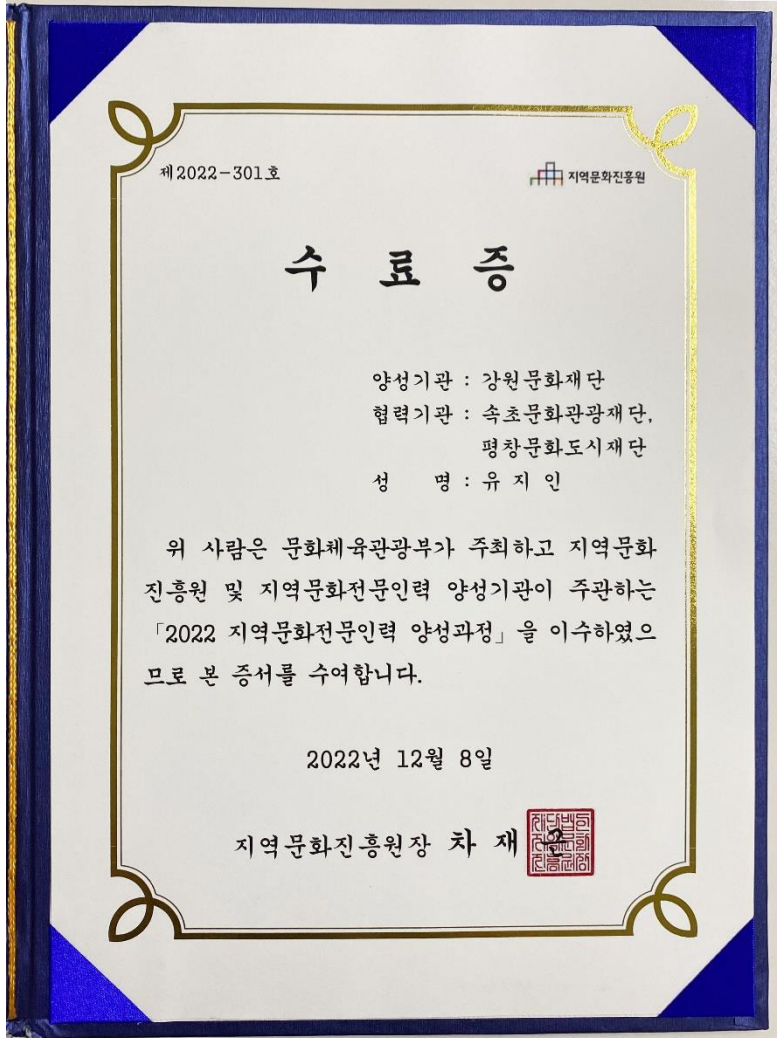 제2022-301호
지역문화진흥원
수 료 증
양성기관 : 강원문화재단
협력기관 : 속초문화관광재단,
평창문화도시재단
성 명 : 유 지 인
위 사람은 문화체육관광부가 주최하고 지역문화
진흥원 및 지역문화전문인력 양성기관이 주관하는
「2022 지역문화전문인력 양성과정」을 이수하였으
므로 본 증서를 수여합니다.
2022년 12월 8일
지역문화진흥원장 차 재